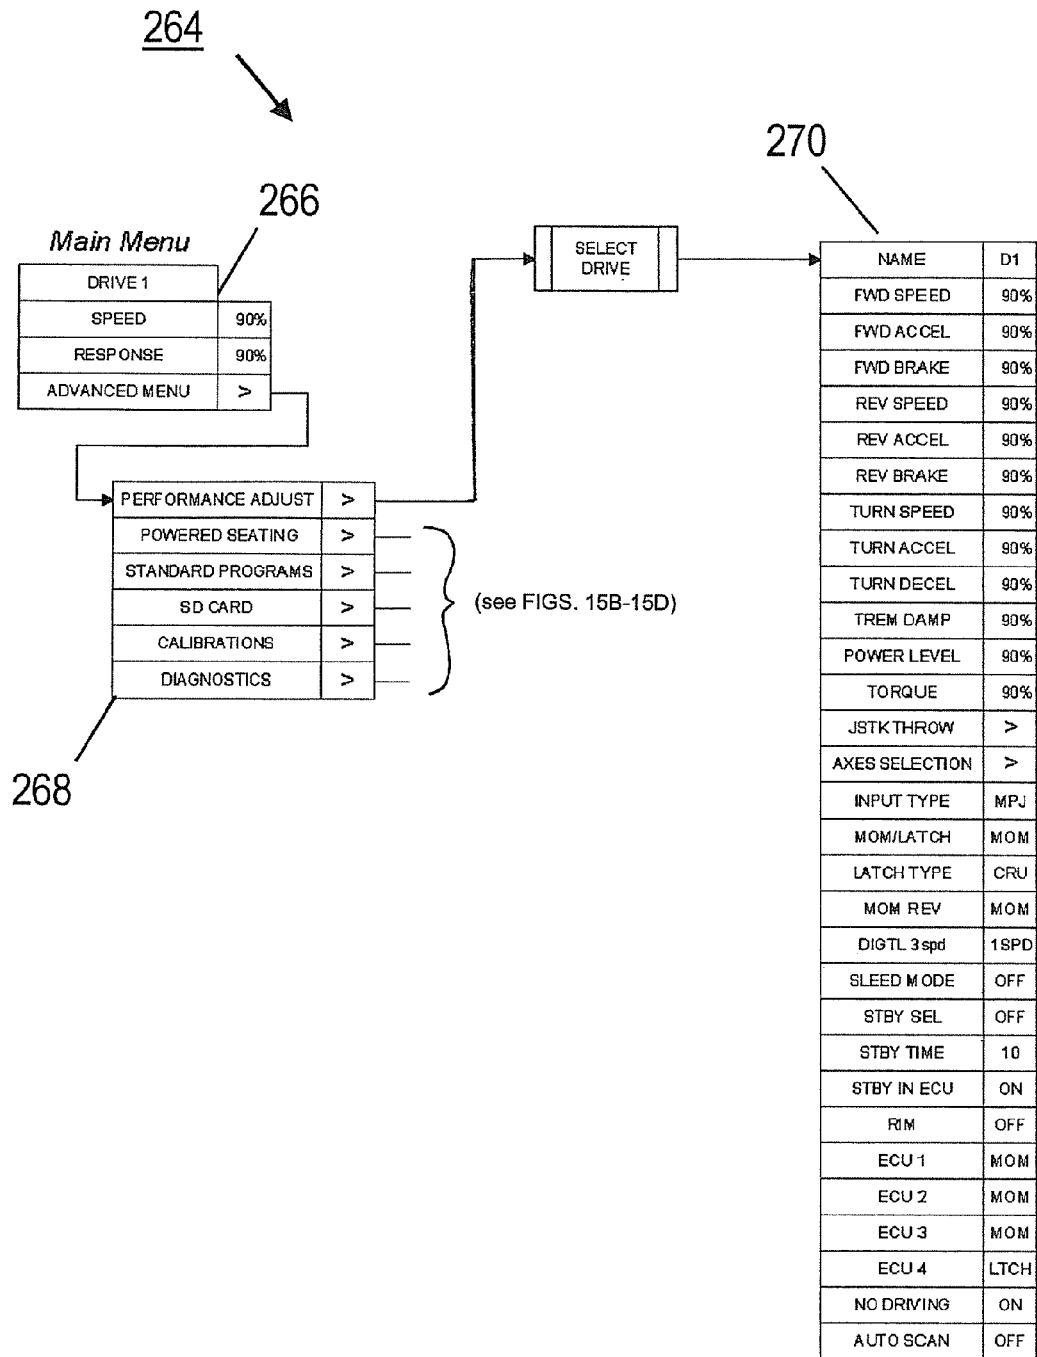 264
270
266
Main Menu
DRIVE 1
SPEED 90%
RESPONSE 90%
ADVANCED MENU >
SELECT
DRIVE
PERFORMANCE ADJUST >
POWERED SEATING >
STANDARD PROGRAMS >
SD CARD >
CALIBRATIONS >
DIAGNOSTICS >
(see FIGS. 15B-15D)
268
NAME D1
FWD SPEED 90%
FWD ACCEL 90%
FWD BRAKE 90%
REV SPEED 90%
REV ACCEL 90%
REV BRAKE 90%
TURN SPEED 90%
TURN ACCEL 90%
TURN DECEL 90%
TREM DAMP 90%
POWER LEVEL 90%
TORQUE 90%
JSTK THROW >
AXES SELECTION >
INPUT TYPE MPJ
MOM/LATCH MOM
LATCH TYPE CRU
MOM REV MOM
DIGTL 3spd 1SPD
SLEED MODE OFF
STBY SEL OFF
STBY TIME 10
STBY IN ECU ON
RIM OFF
ECU 1 MOM
ECU 2 MOM
ECU 3 MOM
ECU 4 LTCH
NO DRIVING ON
AUTO SCAN OFF